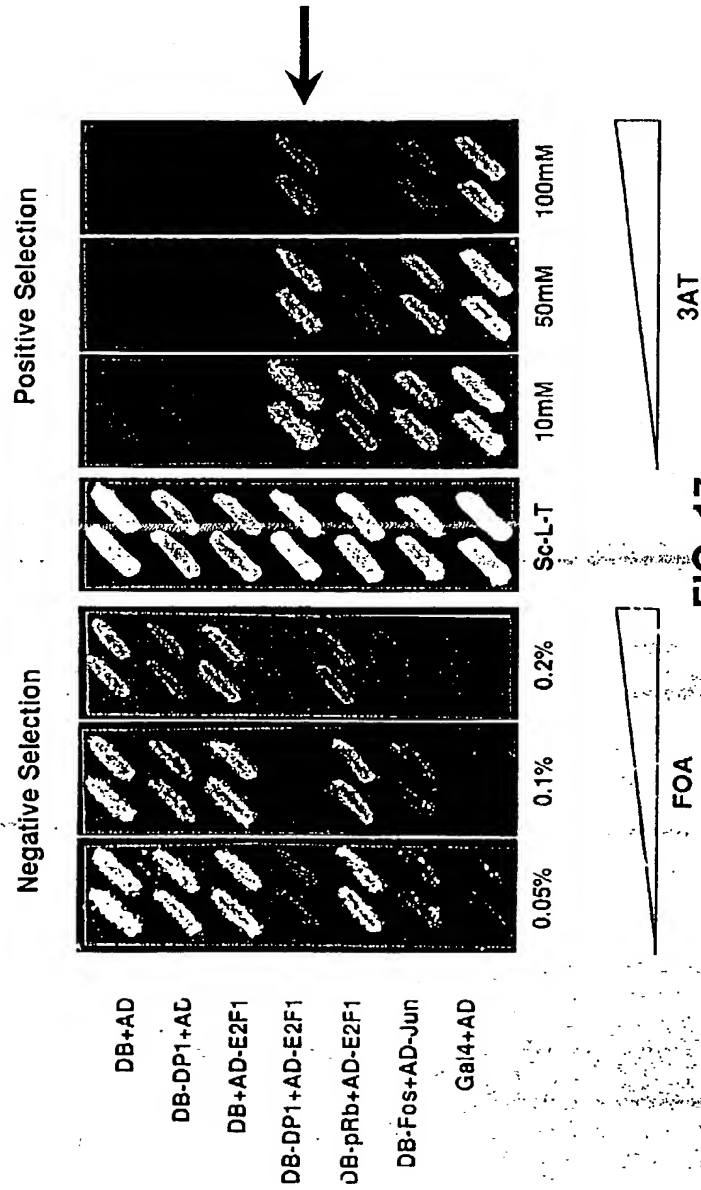 Negative Selection
Positive Selection
DB+AD
DB-DP1+AD
DB+AD-E2F1
DB-DP1+AD-E2F1
DB-pRb+AD-E2F1
DB-Fos+AD-Jun
Gal4+AD
0.05%
0.1%
0.2%
Sc-L-T
10mM
50mM
100mM
FOA
3AT
FIG.